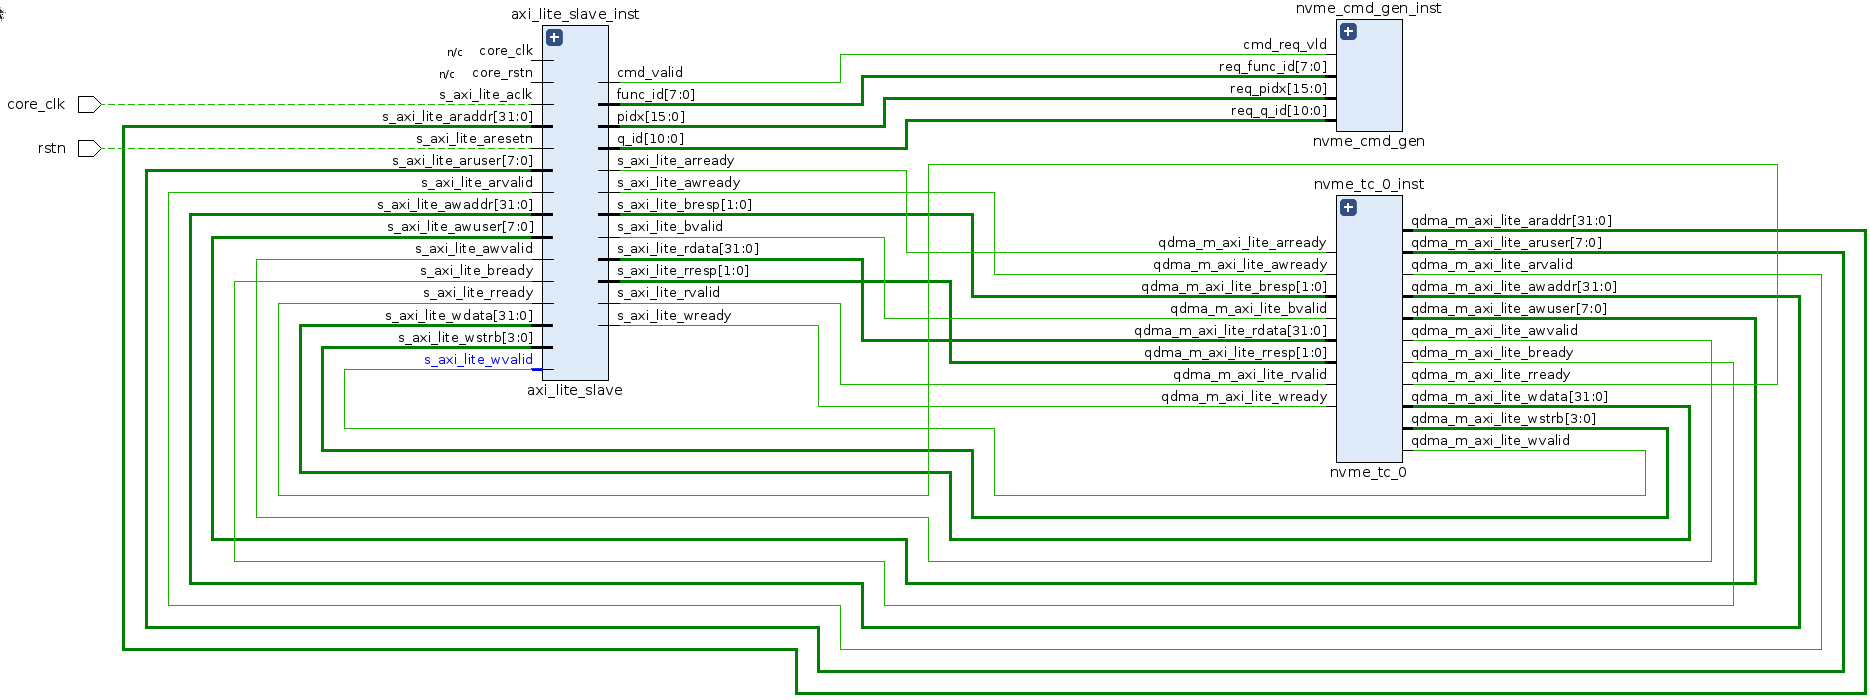 axi_lite_slave_inst
n/c core_clk
n/c core_rstn
s_axi_lite_aclk
s_axi_lite_araddr[31:0]
s_axi_lite_aresetn
s_axi_lite_aruser[7:0]
s_axi_lite_arvalid
s_axi_lite_awaddr[31:0]
s_axi_lite_awuser[7:0]
s_axi_lite_awvalid
s_axi_lite_bready
s_axi_lite_rready
s_axi_lite_wdata[31:0]
s_axi_lite_wstrb[3:0]
s_axi_lite_wvalid
core_clk
rstn
cmd_valid
func_id[7:0]
pidx[15:0]
q_id[10:0]
s_axi_lite_arready
s_axi_lite_awready
s_axi_lite_bresp[1:0]
s_axi_lite_bvalid
s_axi_lite_rdata[31:0]
s_axi_lite_rresp[1:0]
s_axi_lite_rvalid
s_axi_lite_wready
axi_lite_slave
nvme_cmd_gen_inst
cmd_req_vld
req_func_id[7:0]
req_pidx[15:0]
req_q_id[10:0]
nvme_cmd_gen
nvme_tc_0_inst
qdma_m_axi_lite_arready
qdma_m_axi_lite_awready
qdma_m_axi_lite_bresp[1:0]
qdma_m_axi_lite_bvalid
qdma_m_axi_lite_rdata[31:0]
qdma_m_axi_lite_rresp[1:0]
qdma_m_axi_lite_rvalid
qdma_m_axi_lite_wready
qdma_m_axi_lite_araddr[31:0]
qdma_m_axi_lite_aruser[7:0]
qdma_m_axi_lite_arvalid
qdma_m_axi_lite_awaddr[31:0]
qdma_m_axi_lite_awuser[7:0]
qdma_m_axi_lite_awvalid
qdma_m_axi_lite_bready
qdma_m_axi_lite_rready
qdma_m_axi_lite_wdata[31:0]
qdma_m_axi_lite_wstrb[3:0]
qdma_m_axi_lite_wvalid
nvme_tc_0